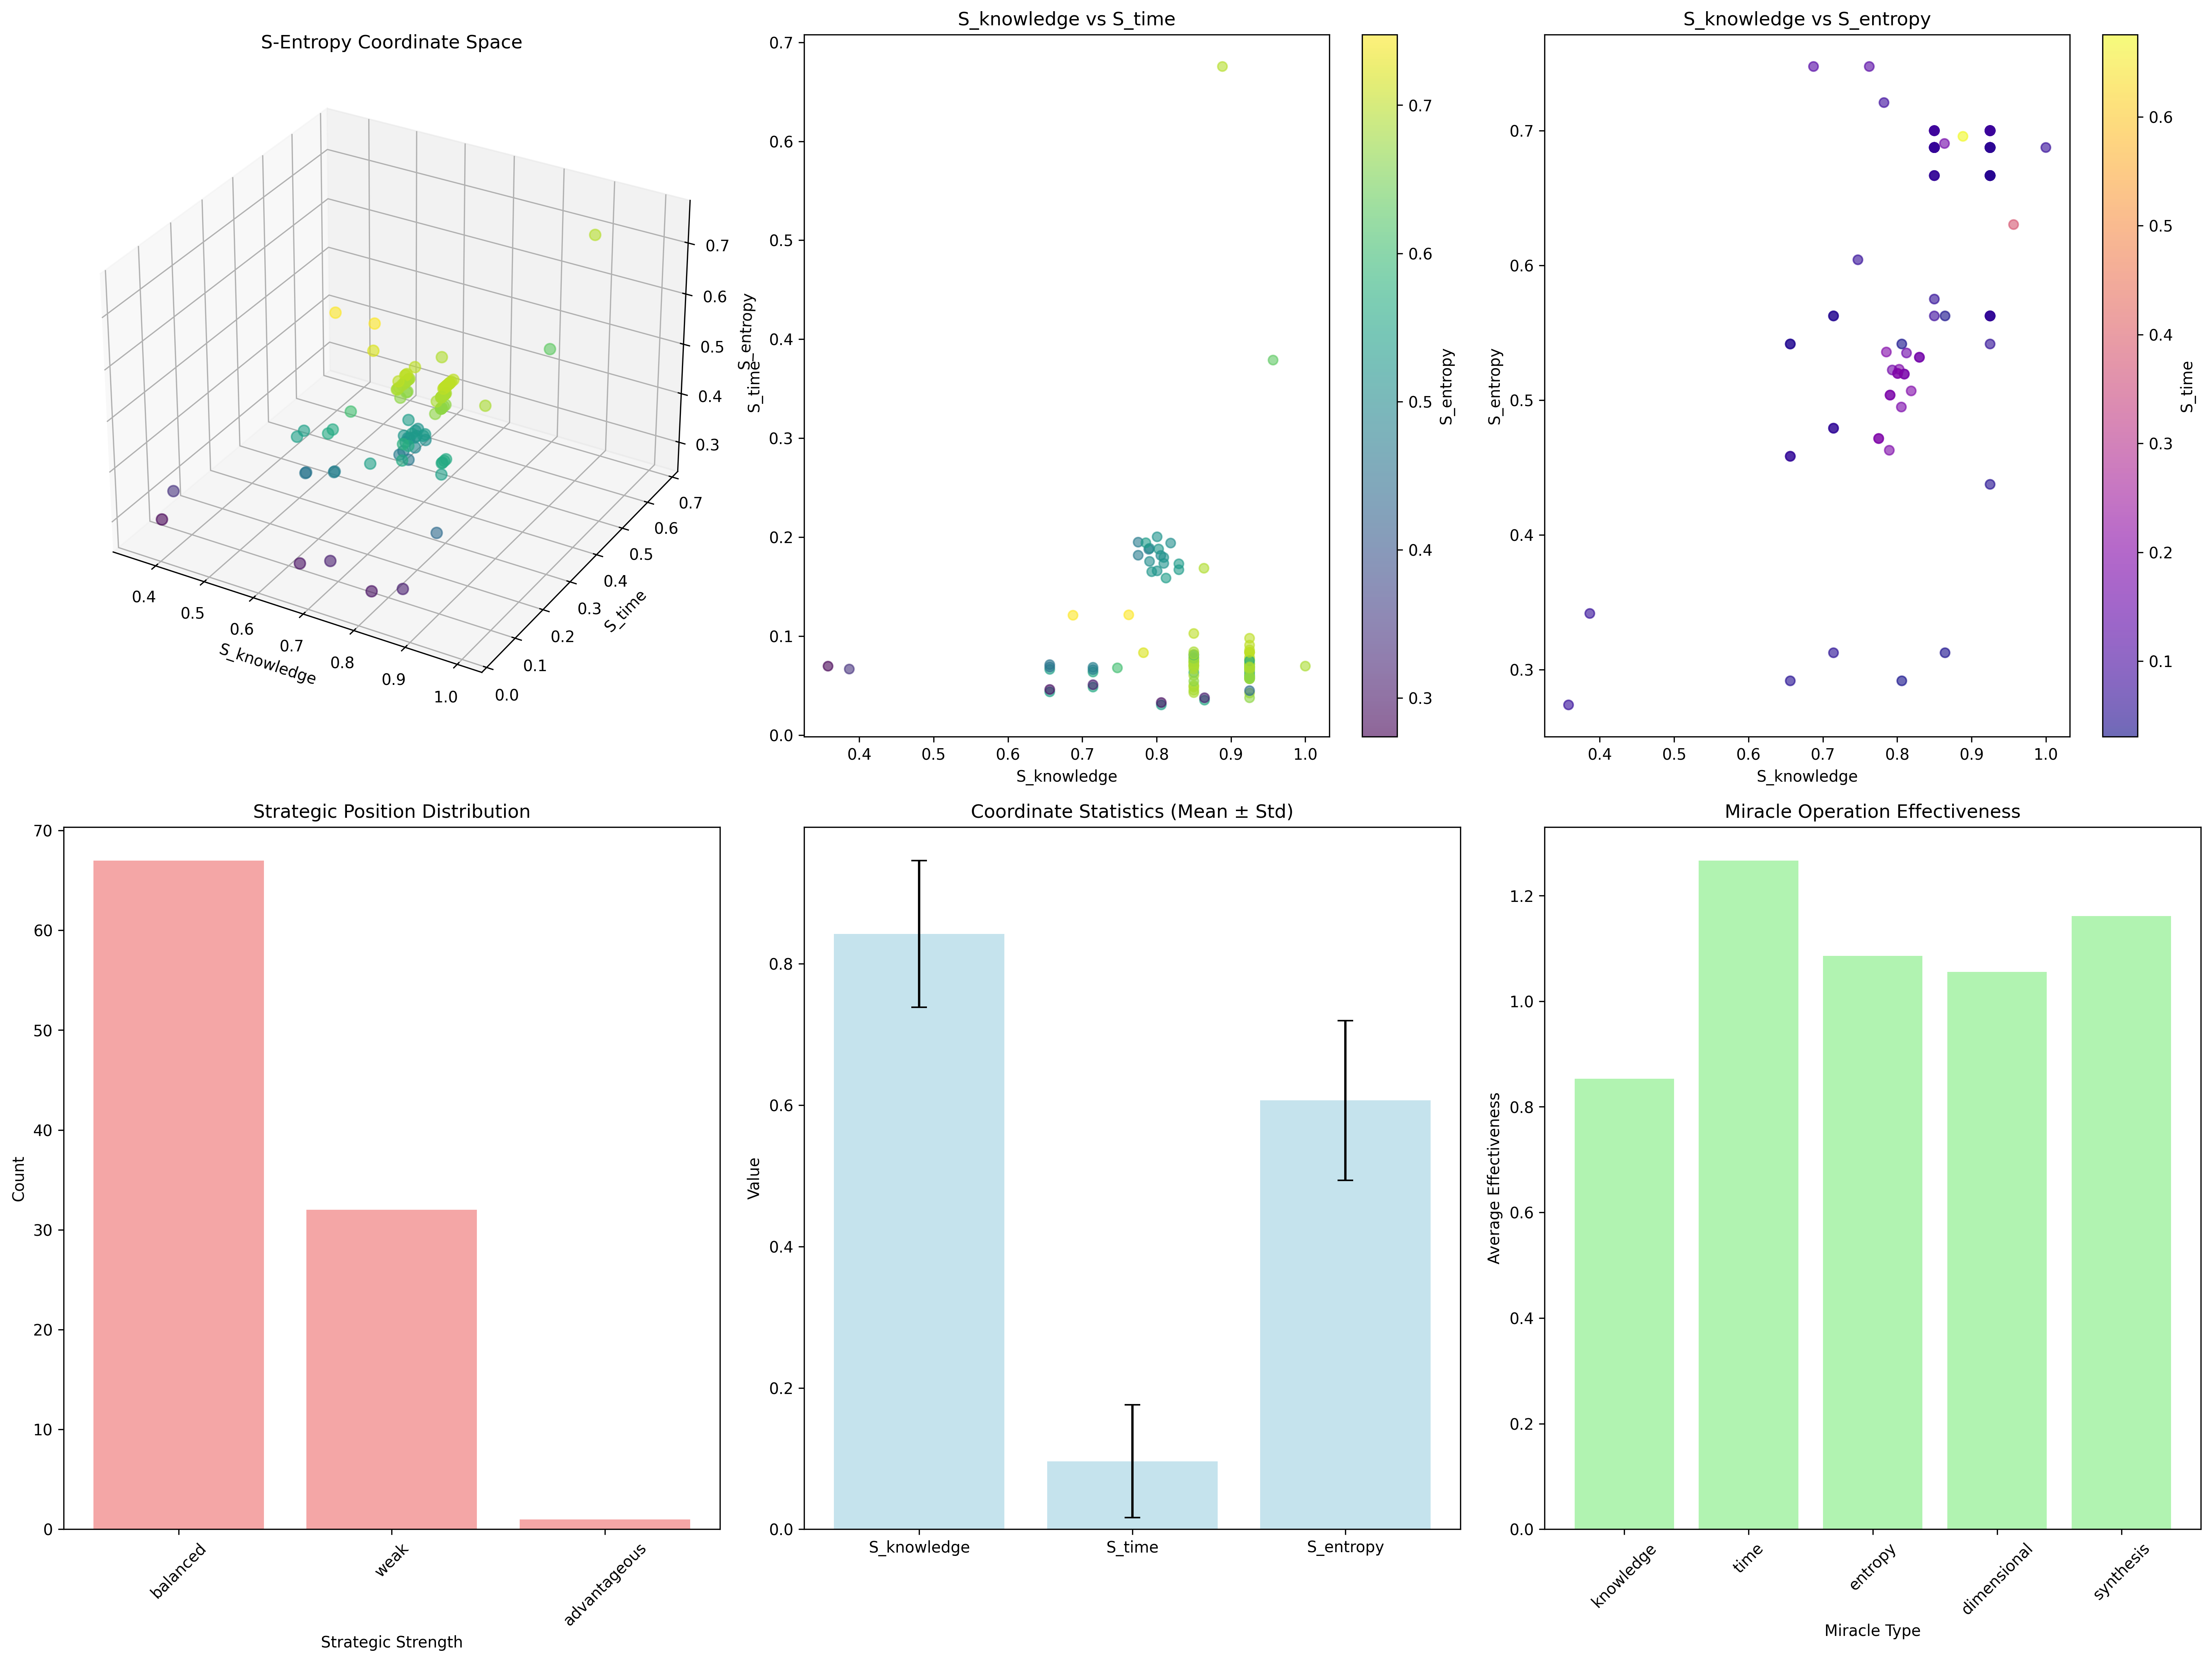 S-Entropy Coordinate Space
0.7
0.6
0.5
0.4
0.3
S_entropy
0.4
0.5
0.6
0.7
0.8
0.9
1.0
S_knowledge
0.0
0.1
0.2
0.3
0.4
0.5
0.6
0.7
S_time
S_knowledge vs S_time
0.7
0.6
0.5
0.4
0.3
0.2
0.1
0.0
S_time
0.4
0.5
0.6
0.7
0.8
0.9
1.0
S_knowledge
0.7
0.6
0.5
0.4
0.3
S_entropy
S_knowledge vs S_entropy
0.7
0.6
0.5
0.4
0.3
S_entropy
0.4
0.5
0.6
0.7
0.8
0.9
1.0
S_knowledge
0.6
0.5
0.4
0.3
0.2
0.1
S_time
Strategic Position Distribution
70
60
50
40
30
20
10
0
Count
balanced
weak
advantageous
Strategic Strength
Coordinate Statistics (Mean ± Std)
0.8
0.6
0.4
0.2
0.0
Value
S_knowledge
S_time
S_entropy
Miracle Operation Effectiveness
1.2
1.0
0.8
0.6
0.4
0.2
0.0
Average Effectiveness
knowledge
time
entropy
dimensional
synthesis
Miracle Type